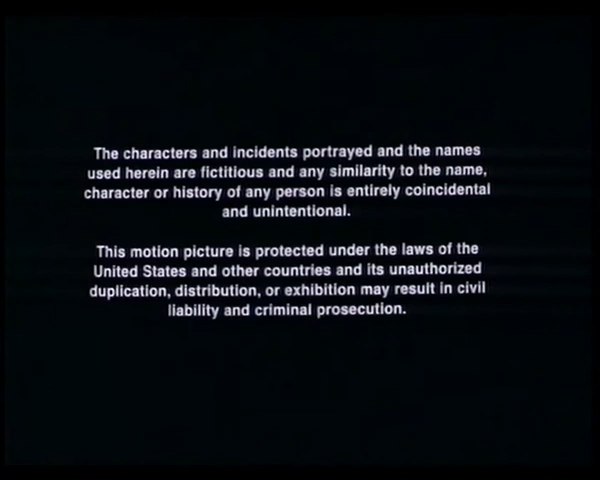 The characters and incidents portrayed and the names
used herein are fictitious and any similarity to the name,
character or history of any person is entirely coincidental
and unintentional.
This motion picture is protected under the laws of the
United States and other countries and its unauthorized
duplication, distribution, or exhibition may result in civil
liability and criminal prosecution.